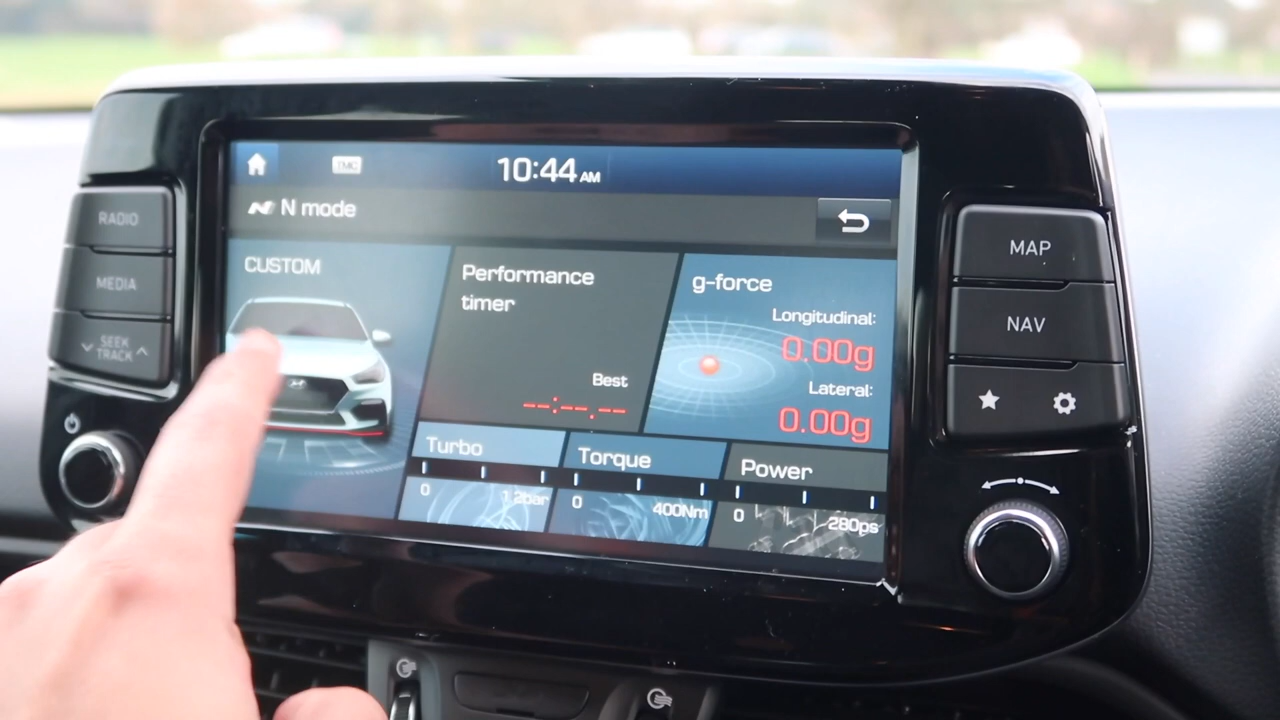 TMC
10:44 AM
N mode
RADIO
MEDIA
SEEK
TRACK
CUSTOM
Performance
timer
Best
--:--.--
g-force
Longitudinal:
0.00g
Lateral:
0.00g
Turbo
0 1.2bar
Torque
0 400Nm
Power
0 280ps
MAP
NAV